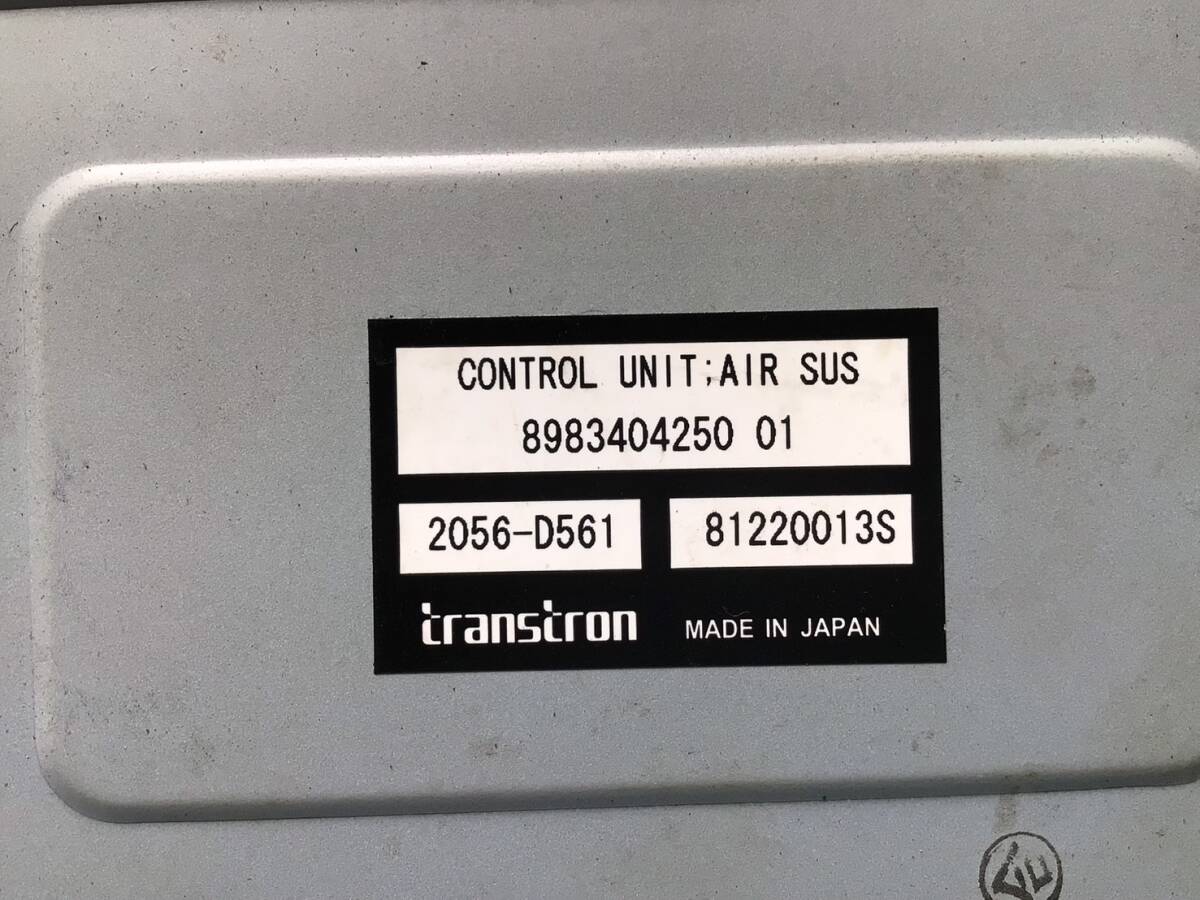 CONTROL UNIT;AIR SUS
8983404250 01
2056-D561 81220013S
transtron MADE IN JAPAN